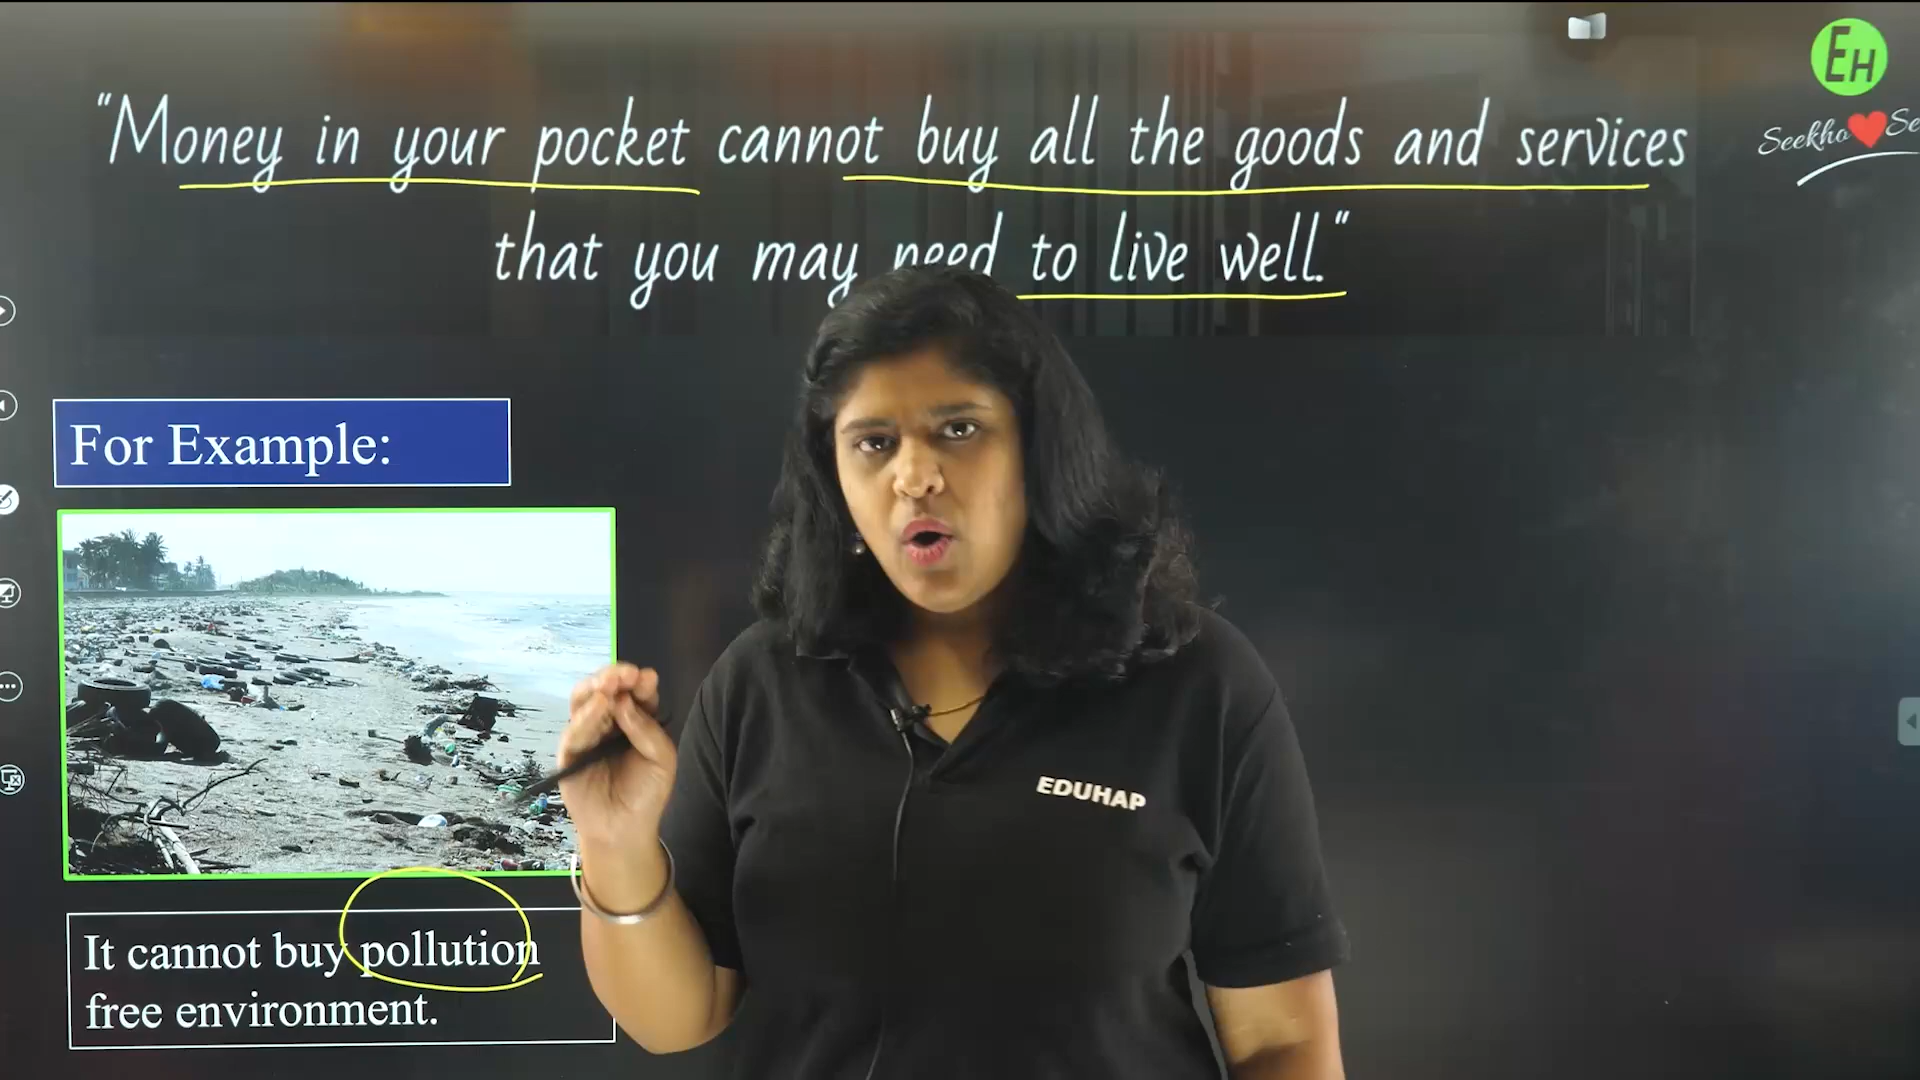 EH
"Money in your pocket cannot buy all the goods and services
Seekho
that you may need to live well."
For Example:
EDUHAP
It cannot buy pollution
free environment.